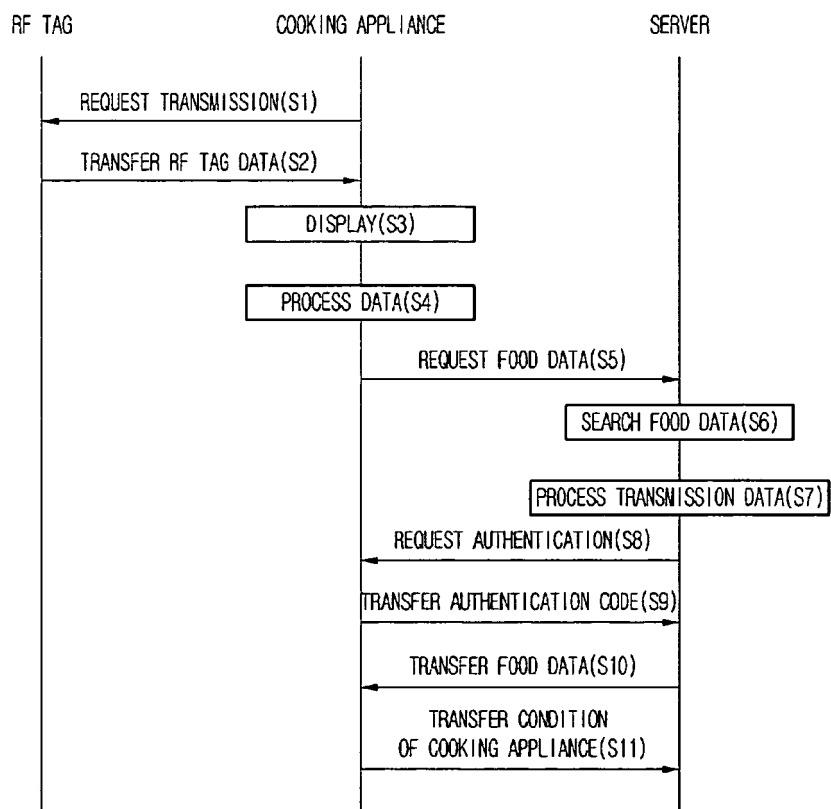 RF TAG
COOKING APPLIANCE
SERVER
REQUEST TRANSMISSION(S1)
TRANSFER RF TAG DATA(S2)
DISPLAY(S3)
PROCESS DATA(S4)
REQUEST FOOD DATA(S5)
SEARCH FOOD DATA(S6)
PROCESS TRANSMISSION DATA(S7)
REQUEST AUTHENTICATION(S8)
TRANSFER AUTHENTICATION CODE(S9)
TRANSFER FOOD DATA(S10)
TRANSFER CONDITION
OF COOKING APPLIANCE(S11)